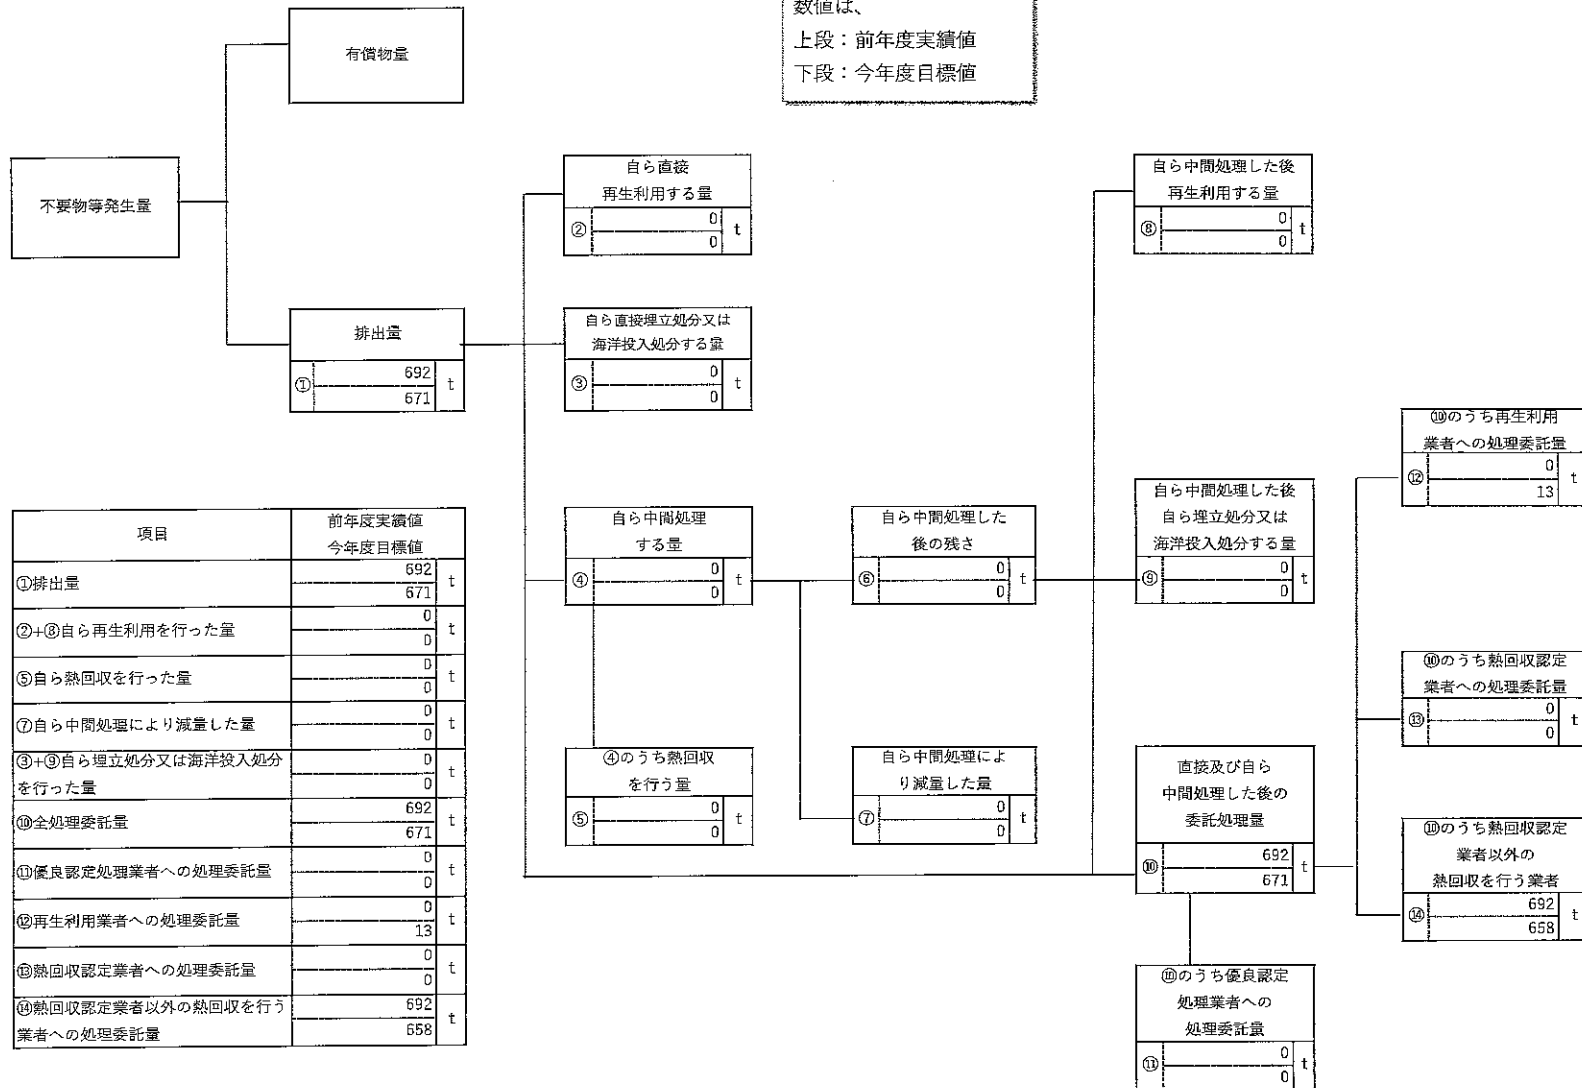 数値は、
上段：前年度実績値
下段：今年度目標値
有償物量
不要物等発生量
排出量
①
692
671
t
自ら直接
再生利用する量
②
0
0
t
自ら直接埋立処分又は
海洋投入処分する量
③
0
0
t
自ら中間処理
する量
④
0
0
t
④のうち熱回収
を行う量
⑤
0
0
t
自ら中間処理した
後の残さ
⑥
0
0
t
自ら中間処理によ
り減量した量
⑦
0
0
t
自ら中間処理した後
再生利用する量
⑧
0
0
t
自ら中間処理した後
自ら埋立処分又は
海洋投入処分する量
⑨
0
0
t
直接及び自ら
中間処理した後の
委託処理量
⑩
692
671
t
⑩のうち優良認定
処理業者への
処理委託量
⑪
0
0
t
⑩のうち再生利用
業者への処理委託量
⑫
0
13
t
⑩のうち熱回収認定
業者への処理委託量
⑬
0
0
t
⑩のうち熱回収認定
業者以外の
熱回収を行う業者
⑭
692
658
t
項目
前年度実績値
今年度目標値
①排出量
692
671
t
②+⑧自ら再生利用を行った量
0
0
t
⑤自ら熱回収を行った量
0
0
t
⑦自ら中間処理により減量した量
0
0
t
③+⑨自ら埋立処分又は海洋投入処分
を行った量
0
0
t
⑩全処理委託量
692
671
t
⑪優良認定処理業者への処理委託量
0
0
t
⑫再生利用業者への処理委託量
0
13
t
⑬熱回収認定業者への処理委託量
0
0
t
⑭熱回収認定業者以外の熱回収を行う
業者への処理委託量
692
658
t